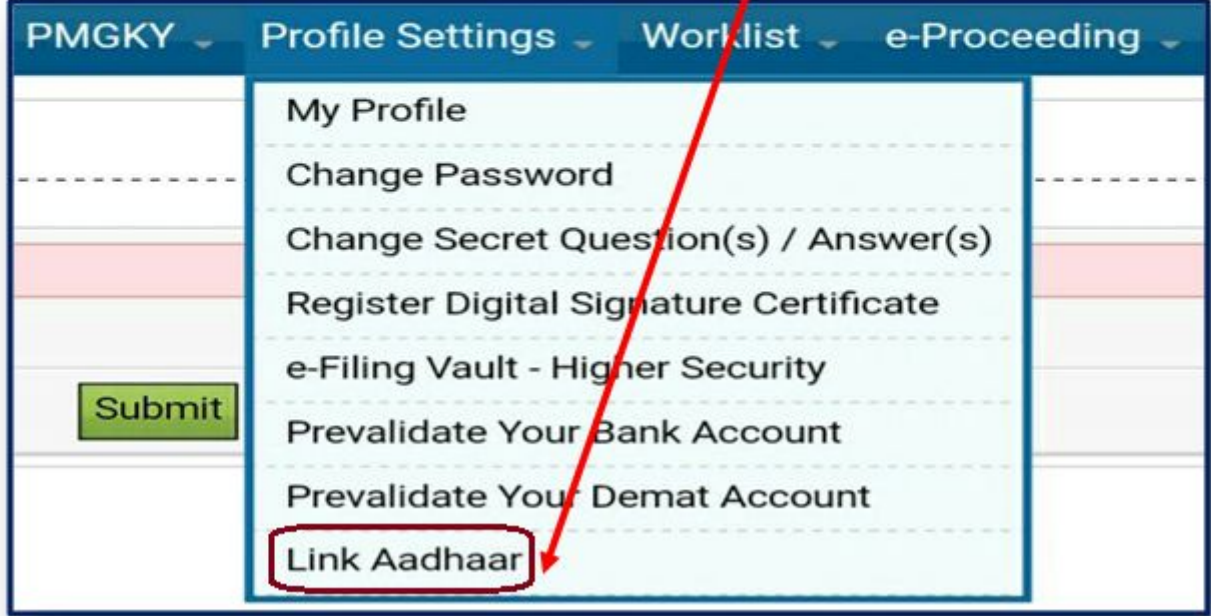 PMGKY Profile Settings Worklist e-Proceeding
My Profile
Change Password
Change Secret Question(s) / Answer(s)
Register Digital Signature Certificate
e-Filing Vault - Higher Security
Submit
Prevalidate Your Bank Account
Prevalidate Your Demat Account
Link Aadhaar